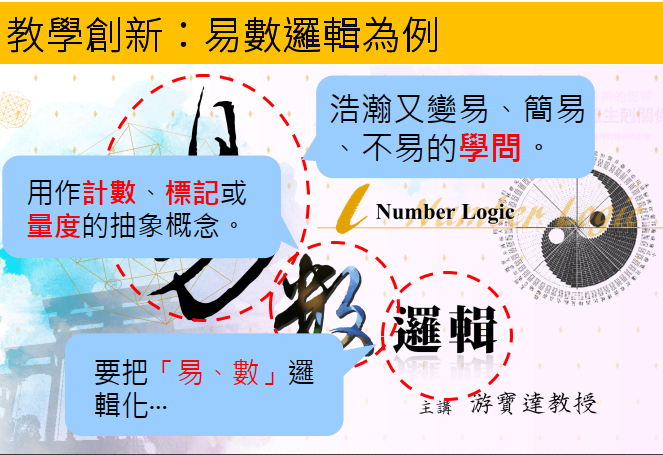 教學創新：易數邏輯為例
浩瀚又變易、簡易
、不易的學問。
易
用作計數、標記或
量度的抽象概念。
i Number Logic
數
邏輯
要把「易、數」邏
輯化…
主講 游寶達教授